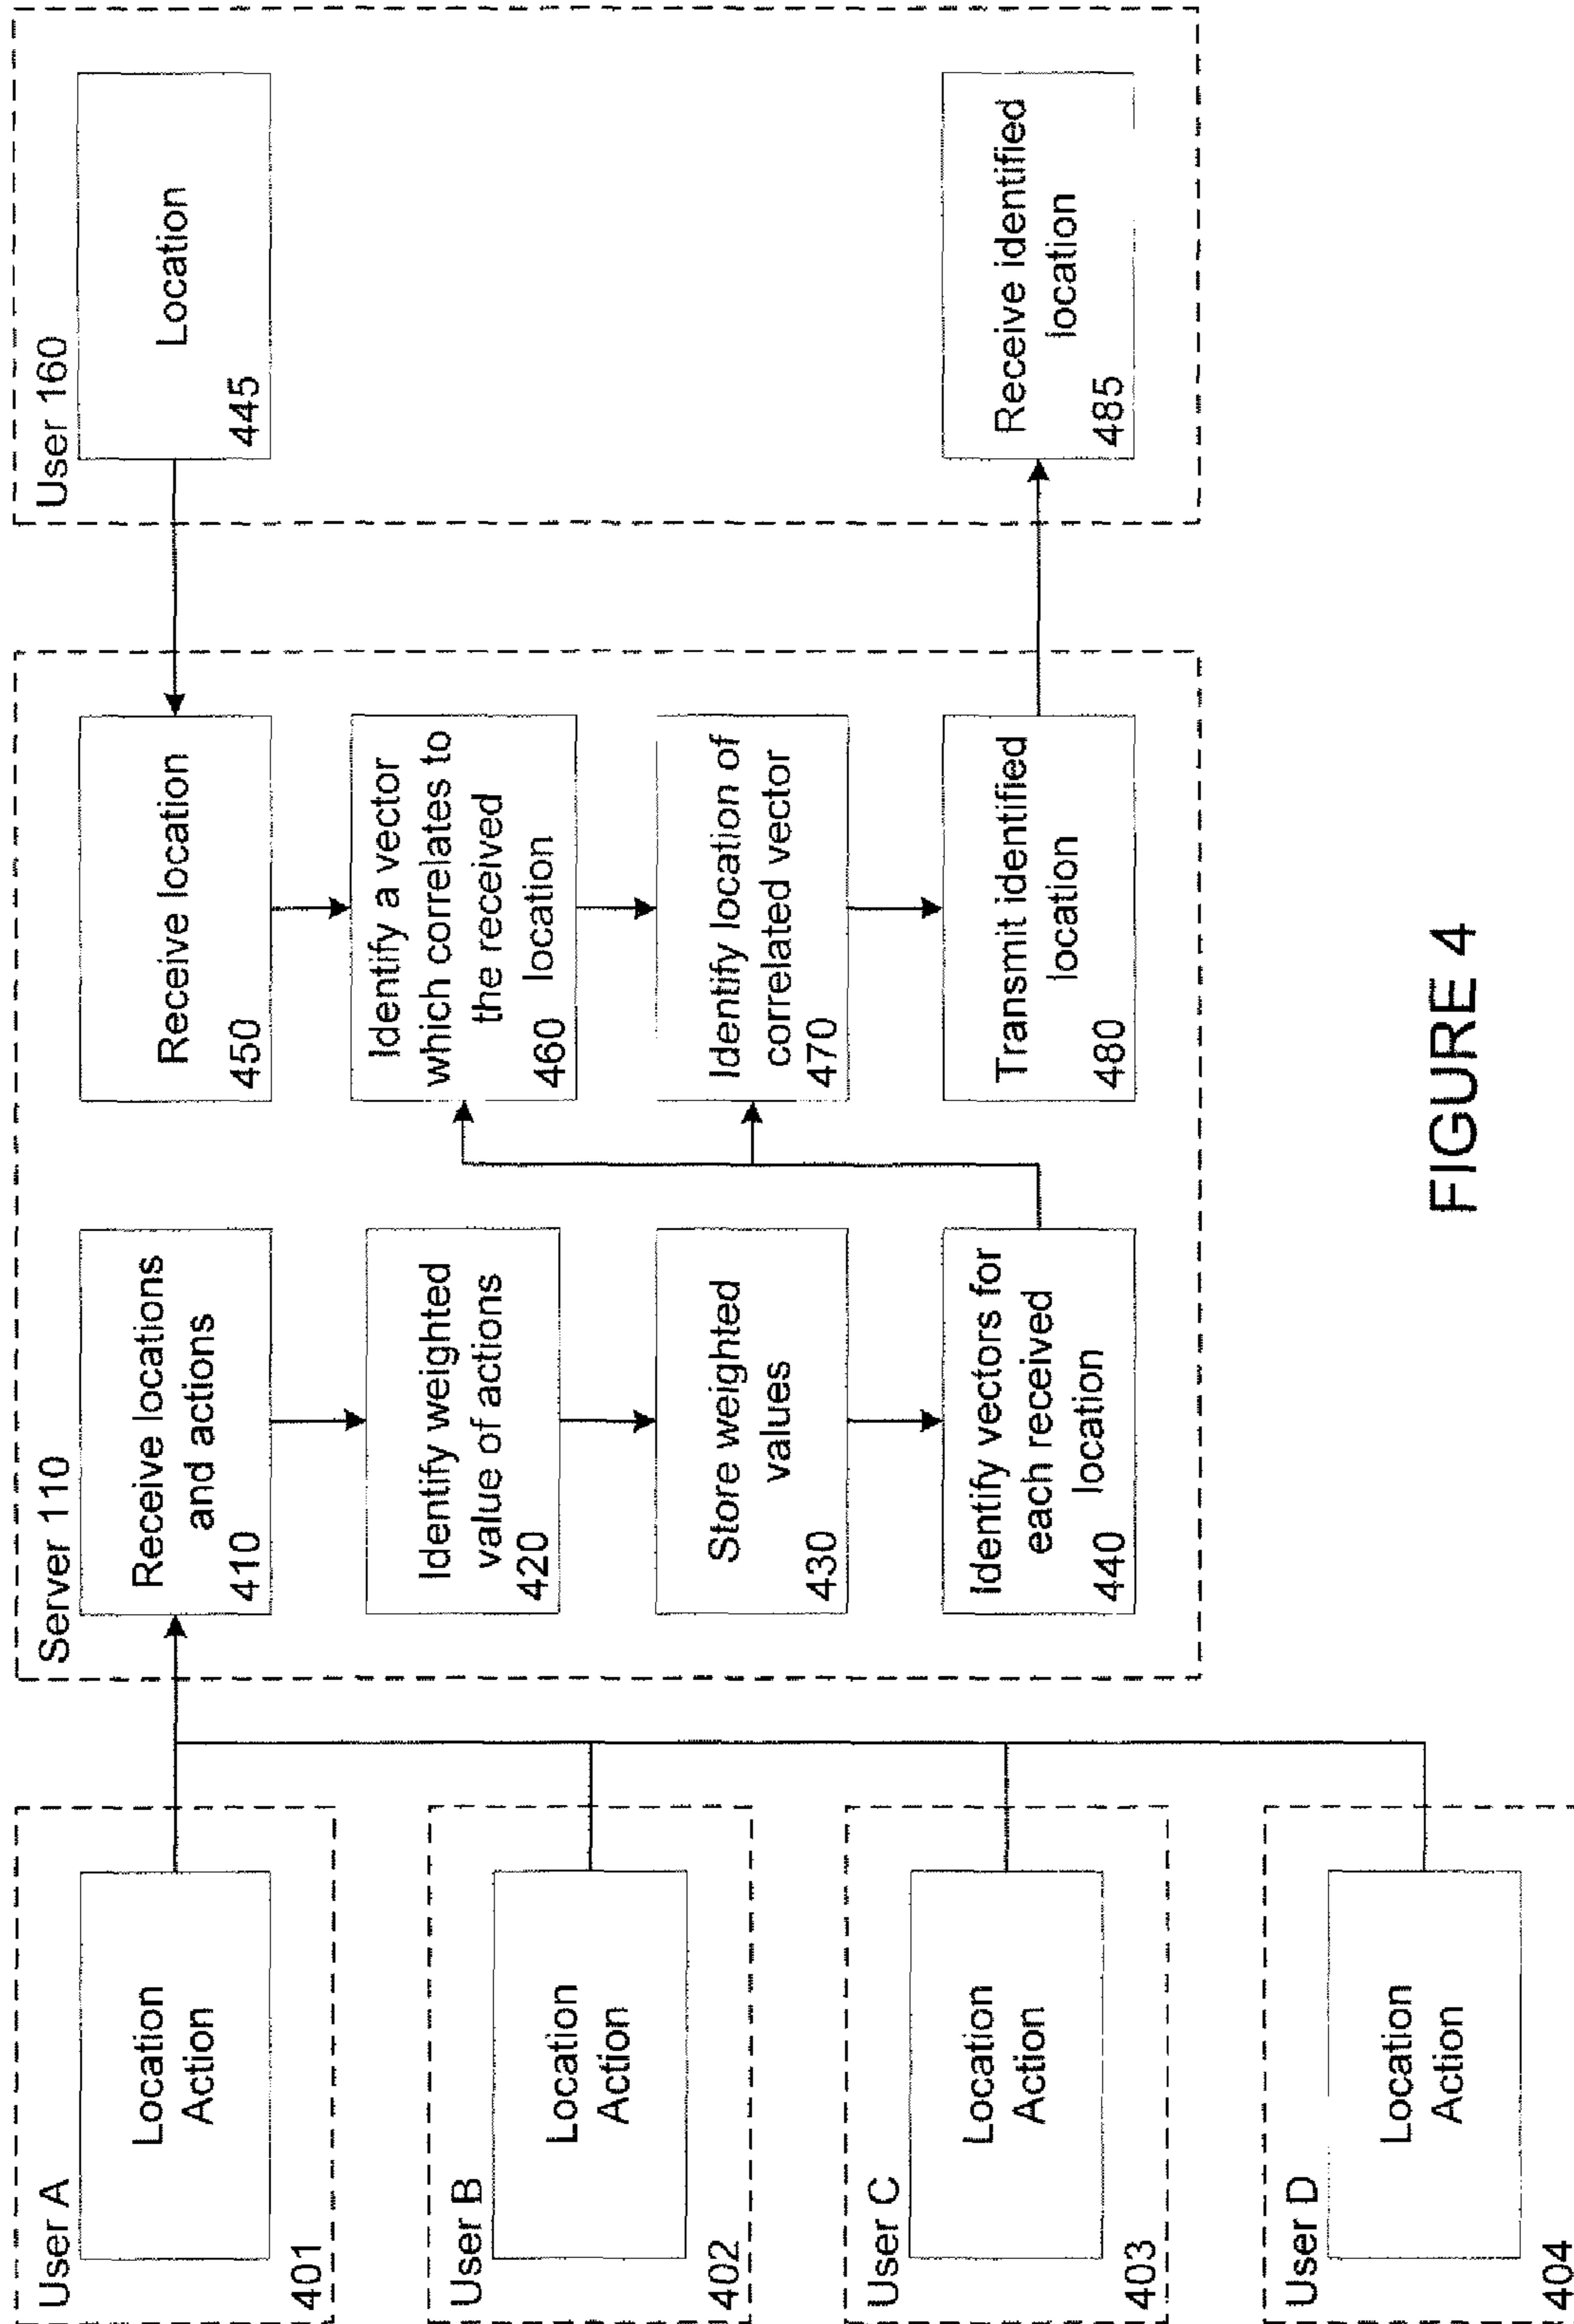 User A
Location
Action
401
User B
Location
Action
402
User C
Location
Action
403
User D
Location
Action
404
Server 110
Receive locations
and actions
410
Identify weighted
value of actions
420
Store weighted
values
430
Identify vectors for
each received
location
440
Receive location
450
Identify a vector
which correlates to
the received
location
460
Identify location of
correlated vector
470
Transmit identified
location
480
User 160
Location
445
Receive identified
location
485
FIGURE 4